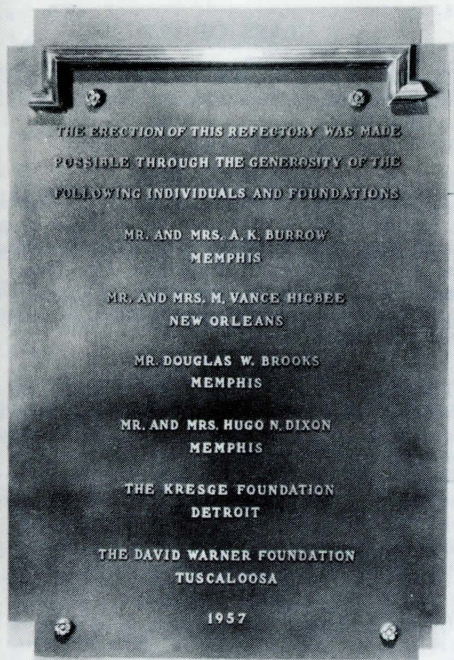 THE ERECTION OF THIS REFECTORY WAS MADE
POSSIBLE THROUGH THE GENEROSITY OF THE
FOLLOWING INDIVIDUALS AND FOUNDATIONS
MR. AND MRS. A. K. BURROW
MEMPHIS
MR. AND MRS. M. VANCE HIGBEE
NEW ORLEANS
MR. DOUGLAS W. BROOKS
MEMPHIS
MR. AND MRS. HUGO N. DIXON
MEMPHIS
THE KRESGE FOUNDATION
DETROIT
THE DAVID WARNER FOUNDATION
TUSCALOOSA
1957